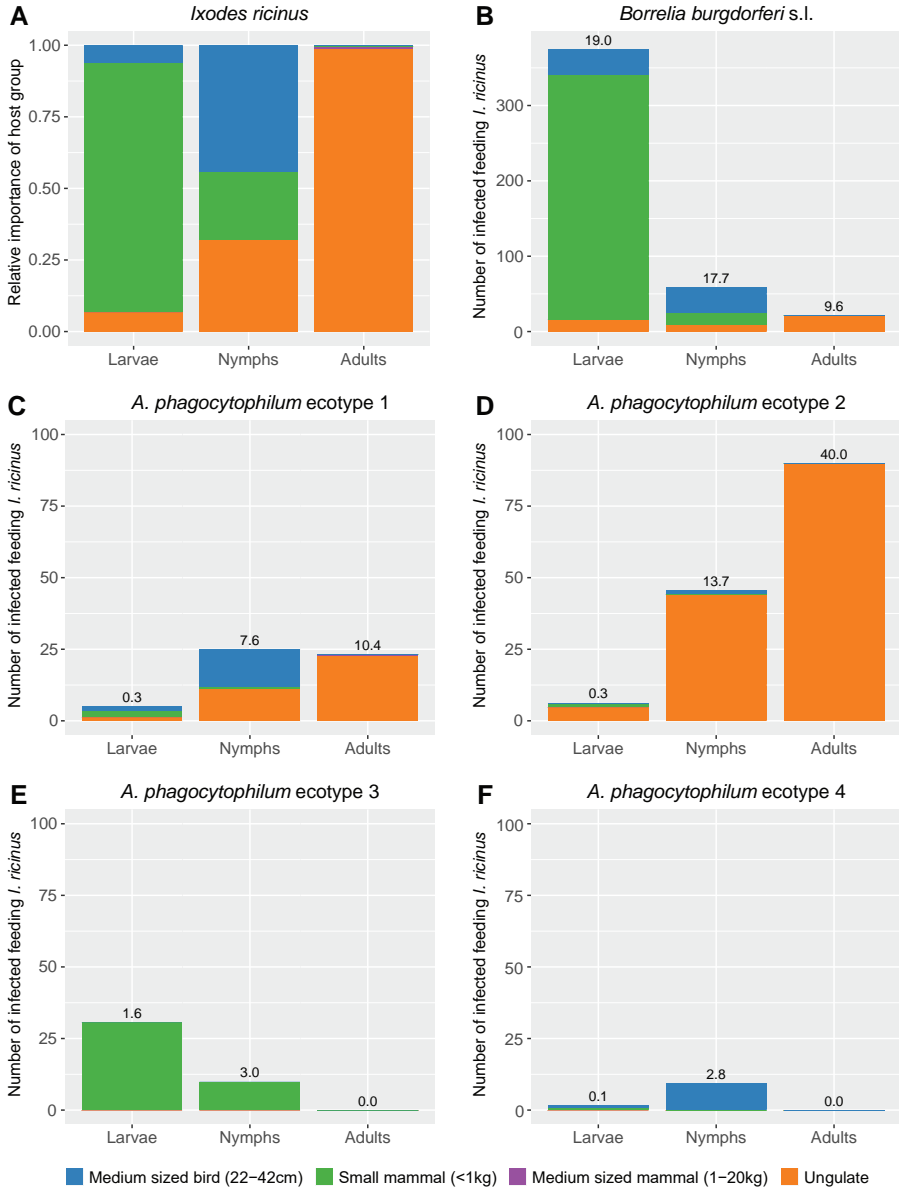 A
Ixodes ricinus
Relative importance of host group
1.00
0.75
0.50
0.25
0.00
Larvae
Nymphs
Adults
B
Borrelia burgdorferi s.l.
Number of infected feeding I. ricinus
300
200
100
0
19.0
17.7
9.6
Larvae
Nymphs
Adults
C
A. phagocytophilum ecotype 1
Number of infected feeding I. ricinus
100
75
50
25
0
0.3
7.6
10.4
Larvae
Nymphs
Adults
D
A. phagocytophilum ecotype 2
Number of infected feeding I. ricinus
100
75
50
25
0
0.3
13.7
40.0
Larvae
Nymphs
Adults
E
A. phagocytophilum ecotype 3
Number of infected feeding I. ricinus
100
75
50
25
0
1.6
3.0
0.0
Larvae
Nymphs
Adults
F
A. phagocytophilum ecotype 4
Number of infected feeding I. ricinus
100
75
50
25
0
0.1
2.8
0.0
Larvae
Nymphs
Adults
Medium sized bird (22−42cm)
Small mammal (<1kg)
Medium sized mammal (1−20kg)
Ungulate